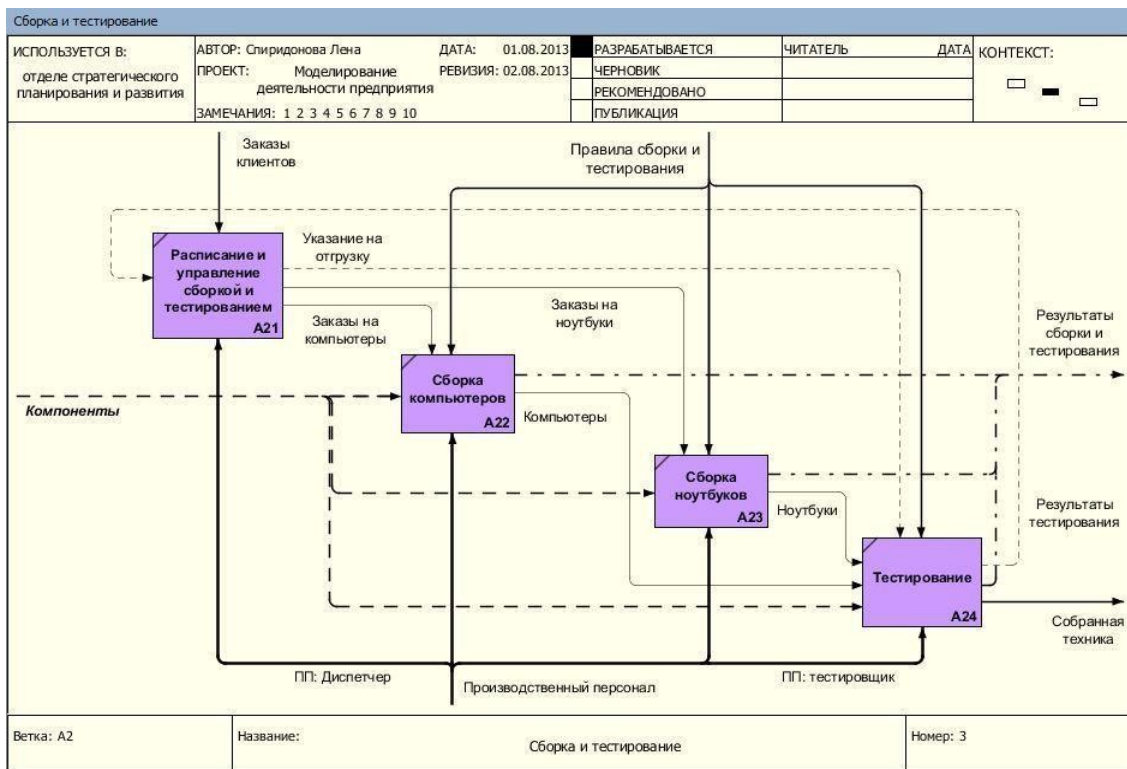 Сборка и тестирование
ИСПОЛЬЗУЕТСЯ В:
отделе стратегического
планирования и развития
АВТОР: Спиридонова Лена
ДАТА: 01.08.2013
ПРОЕКТ: Моделирование
деятельности предприятия
РЕВИЗИЯ: 02.08.2013
ЗАМЕЧАНИЯ: 1 2 3 4 5 6 7 8 9 10
РАЗРАБАТЫВАЕТСЯ
ЧЕРНОВИК
РЕКОМЕНДОВАНО
ПУБЛИКАЦИЯ
ЧИТАТЕЛЬ
ДАТА
КОНТЕКСТ:
Заказы
клиентов
Правила сборки и
тестирования
Расписание и
управление
сборкой и
тестированием
A21
Указание на
отгрузку
Заказы на
компьютеры
Заказы на
ноутбуки
Результаты
сборки и
тестирования
Компоненты
Сборка
компьютеров
A22
Компьютеры
Сборка
ноутбуков
A23
Ноутбуки
Результаты
тестирования
Тестирование
A24
Собранная
техника
ПП: Диспетчер
Производственный персонал
ПП: тестировщик
Ветка: A2
Название:
Сборка и тестирование
Номер: 3